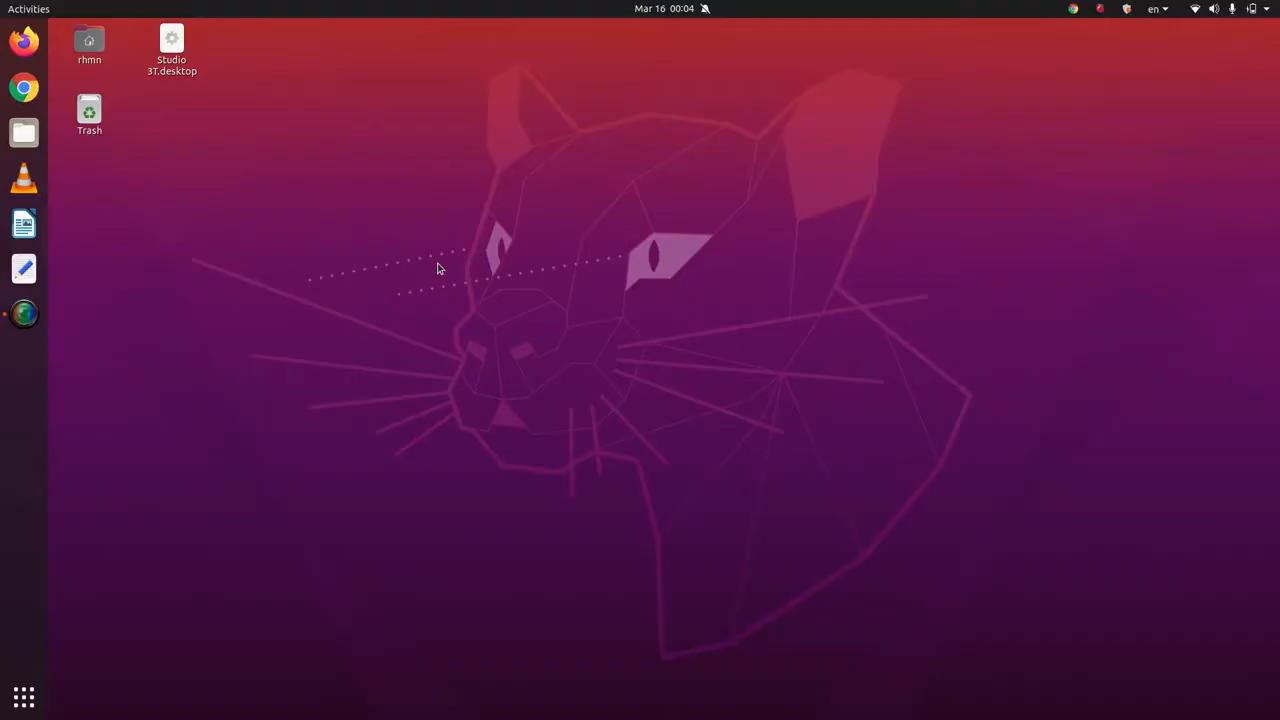 Activities
Mar 16 00:04
en
rhmn
Studio
3T.desktop
Trash